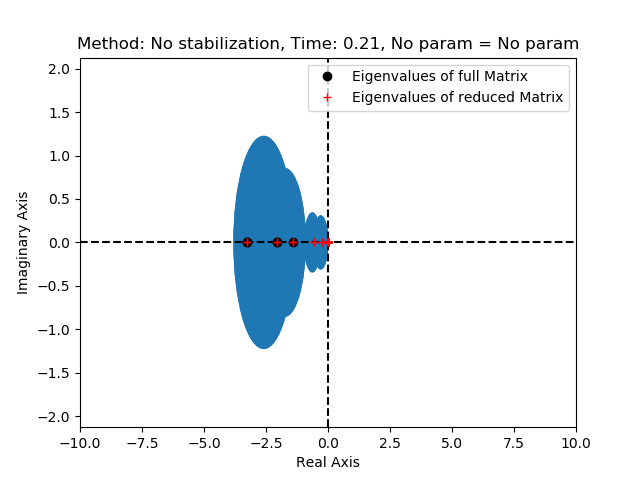 Method: No stabilization, Time: 0.21, No param = No param
Eigenvalues of full Matrix
Eigenvalues of reduced Matrix
2.0
1.5
1.0
0.5
0.0
−0.5
−1.0
−1.5
−2.0
Imaginary Axis
−10.0 −7.5 −5.0 −2.5 0.0 2.5 5.0 7.5 10.0
Real Axis